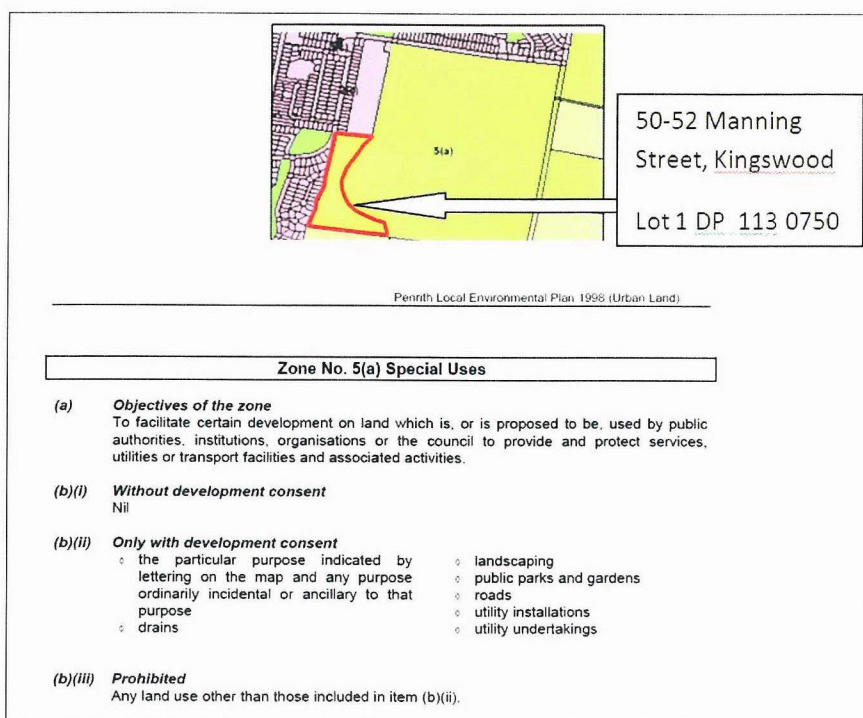 5(a)
50-52 Manning
Street, Kingswood
Lot 1 DP 113 0750
Penrith Local Environmental Plan 1998 (Urban Land)
Zone No. 5(a) Special Uses
(a) Objectives of the zone
To facilitate certain development on land which is, or is proposed to be, used by public
authorities, institutions, organisations or the council to provide and protect services,
utilities or transport facilities and associated activities.
(b)(i) Without development consent
Nil
(b)(ii) Only with development consent
◊ the particular purpose indicated by
lettering on the map and any purpose
ordinarily incidental or ancillary to that
purpose
◊ drains
◊ landscaping
◊ public parks and gardens
◊ roads
◊ utility installations
◊ utility undertakings
(b)(iii) Prohibited
Any land use other than those included in item (b)(ii).